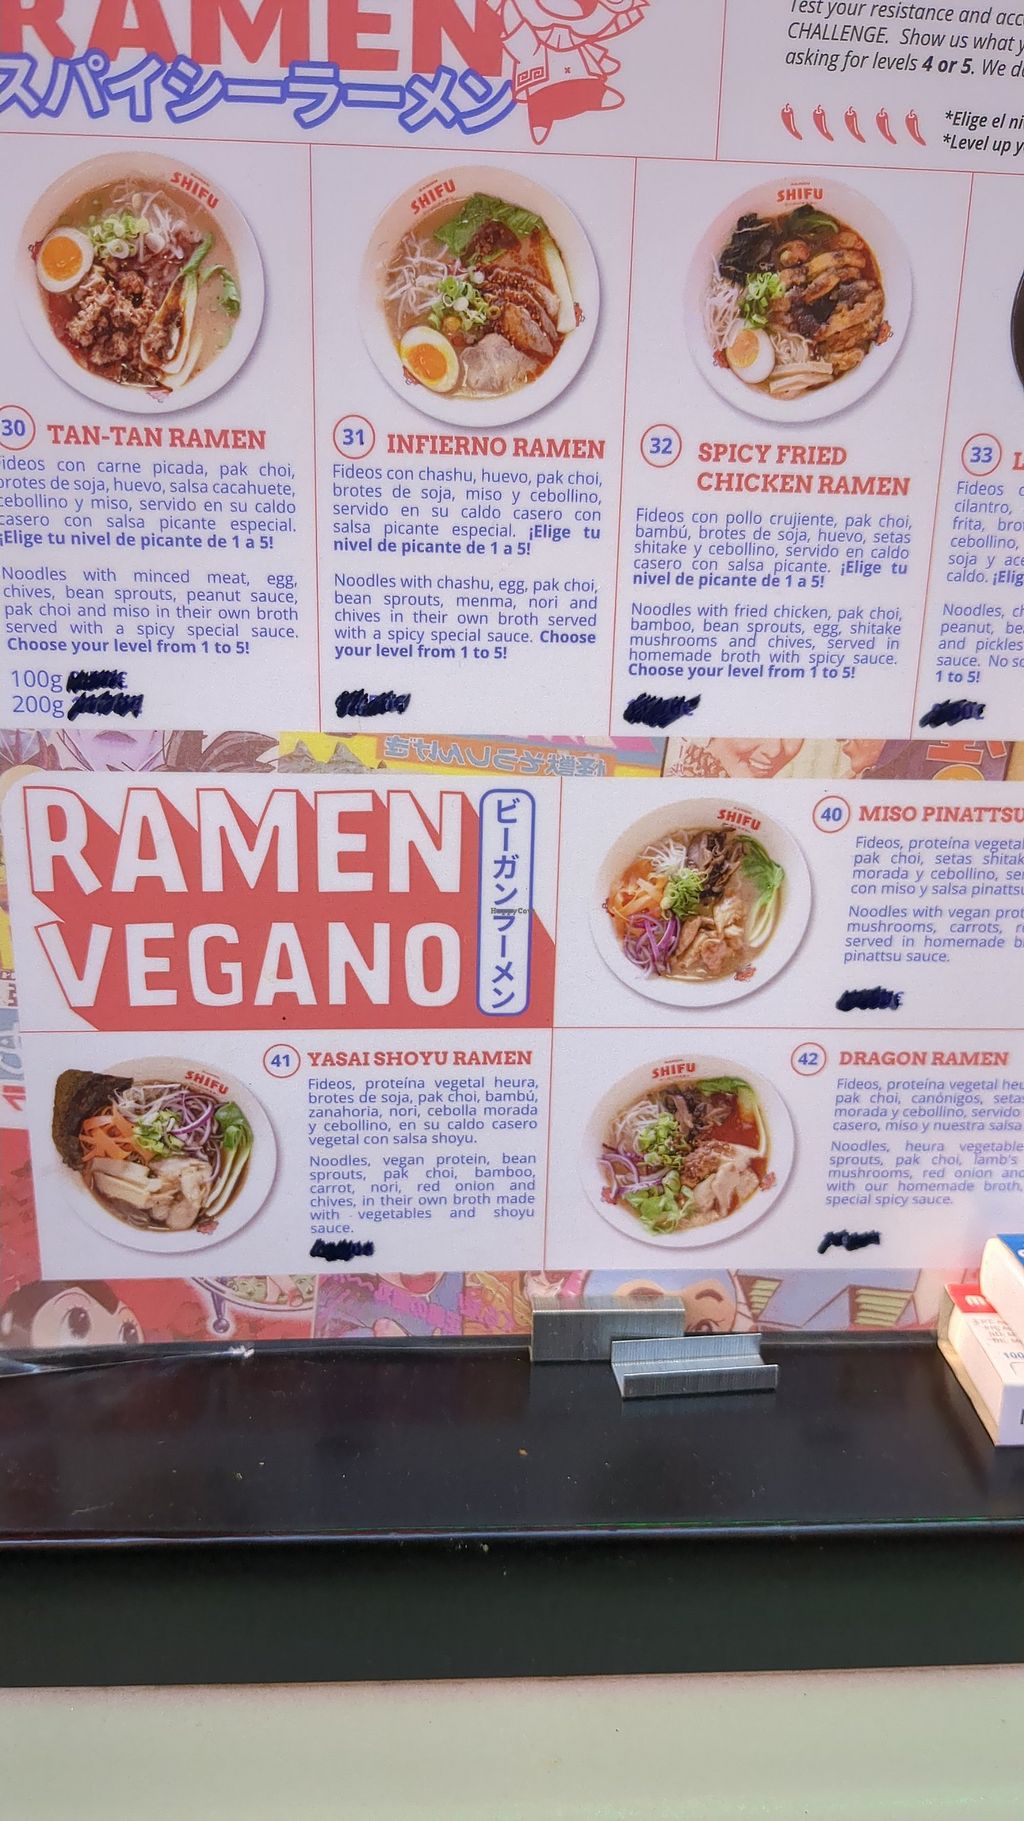 RAMEN
スパイシーラーメン
Test your resistance and
CHALLENGE. Show us what
asking for levels 4 or 5. We
*Elige el
*Level up
SHIFU
SHIFU
SHIFU
30 TAN-TAN RAMEN
ideos con carne picada, pak choi,
brotes de soja, huevo, salsa cacahuete,
cebollino y miso, servido en su caldo
casero con salsa picante especial.
¡Elige tu nivel de picante de 1 a 5!
Noodles with minced meat, egg,
chives, bean sprouts, peanut sauce,
pak choi and miso in their own broth
served with a spicy special sauce.
Choose your level from 1 to 5!
100g €
200g
31 INFIERNO RAMEN
Fideos con chashu, huevo, pak choi,
brotes de soja, miso y cebollino,
servido en su caldo casero con
salsa picante especial. ¡Elige tu
nivel de picante de 1 a 5!
Noodles with chashu, egg, pak choi,
bean sprouts, menma, nori and
chives in their own broth served
with a spicy special sauce. Choose
your level from 1 to 5!
32 SPICY FRIED
CHICKEN RAMEN
Fideos con pollo crujiente, pak choi,
bambú, brotes de soja, huevo, setas
shitake y cebollino, servido en caldo
casero con salsa picante. ¡Elige tu
nivel de picante de 1 a 5!
Noodles with fried chicken, pak choi,
bamboo, bean sprouts, egg, shitake
mushrooms and chives, served in
homemade broth with spicy sauce.
Choose your level from 1 to 5!
33
Fideos
cilantro,
frita,
cebollino,
soja y
caldo.
Noodles,
peanut,
and pickles
sauce. No
1 to 5!
RAMEN
VEGANO
ビーガンラーメン
HappyCow
SHIFU
40 MISO PINATTSU
Fideos, proteína
pak choi, setas
morada y cebollino,
con miso y salsa
Noodles with vegan
mushrooms, carrots,
served in homemade
pinattsu sauce.
€
SHIFU
41 YASAI SHOYU RAMEN
Fideos, proteína vegetal heura,
brotes de soja, pak choi, bambú,
zanahoria, nori, cebolla morada
y cebollino, en su caldo casero
vegetal con salsa shoyu.
Noodles, vegan protein, bean
sprouts, pak choi, bamboo,
carrot, nori, red onion and
chives, in their own broth made
with vegetables and shoyu
sauce.
SHIFU
42 DRAGON RAMEN
Fideos, proteína vegetal
pak choi, canónigos,
morada y cebollino, servido
casero, miso y nuestra salsa
Noodles, heura
sprouts, pak choi, lamb's
mushrooms, red onion
with our homemade broth,
special spicy sauce.
100